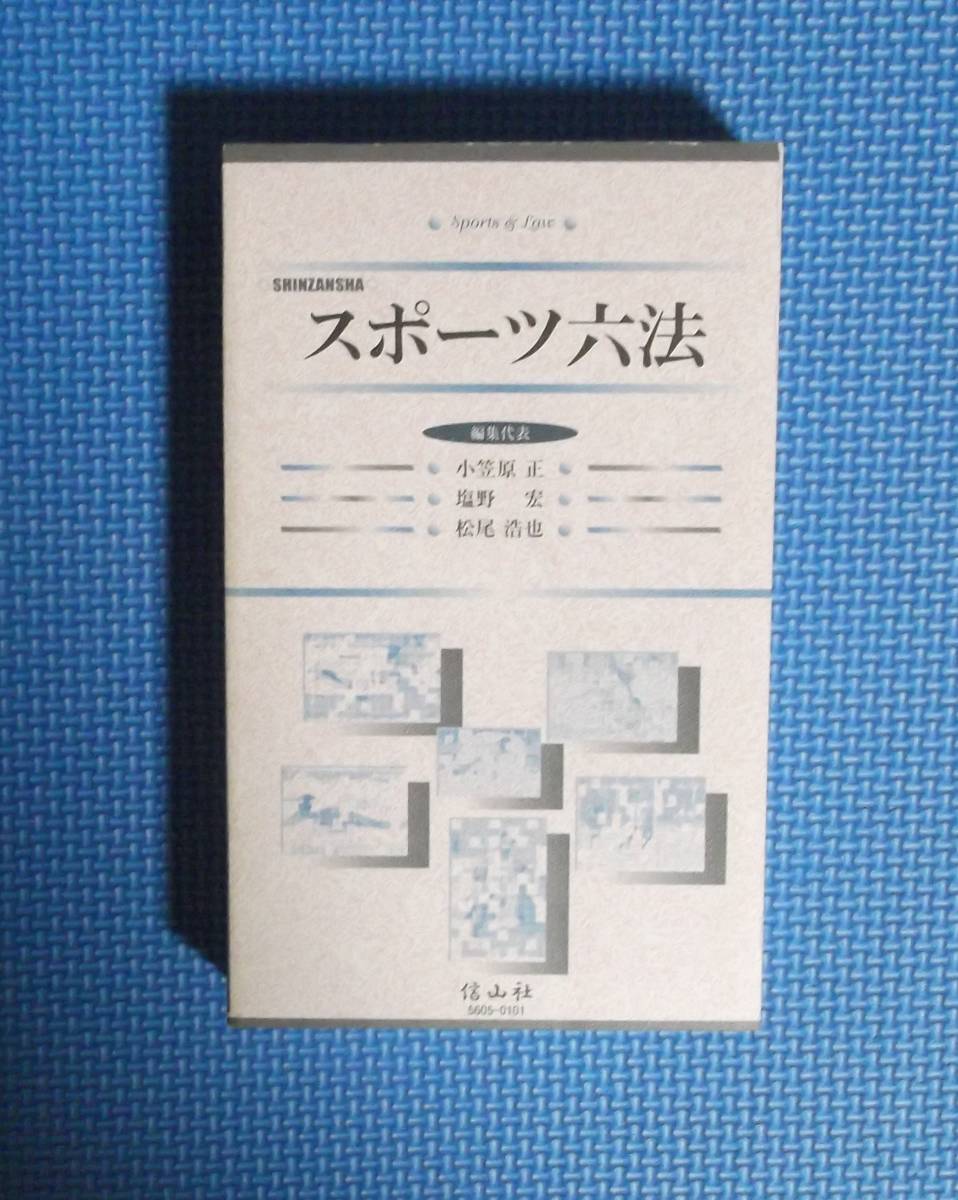 Sports & Law
SHINZANSHA
スポーツ六法
編集代表
小笠原 正
塩野 宏
松尾 浩也
信山社
5605-0101